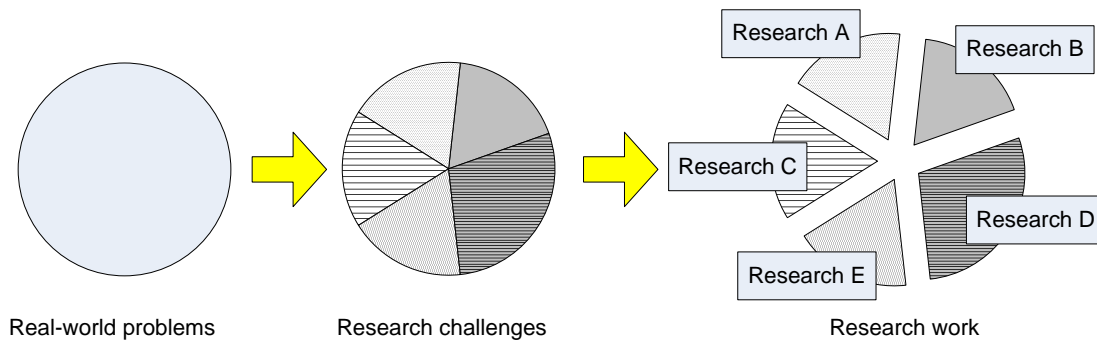 Research A
Research B
Research C
Research D
Research E
Real-world problems
Research challenges
Research work